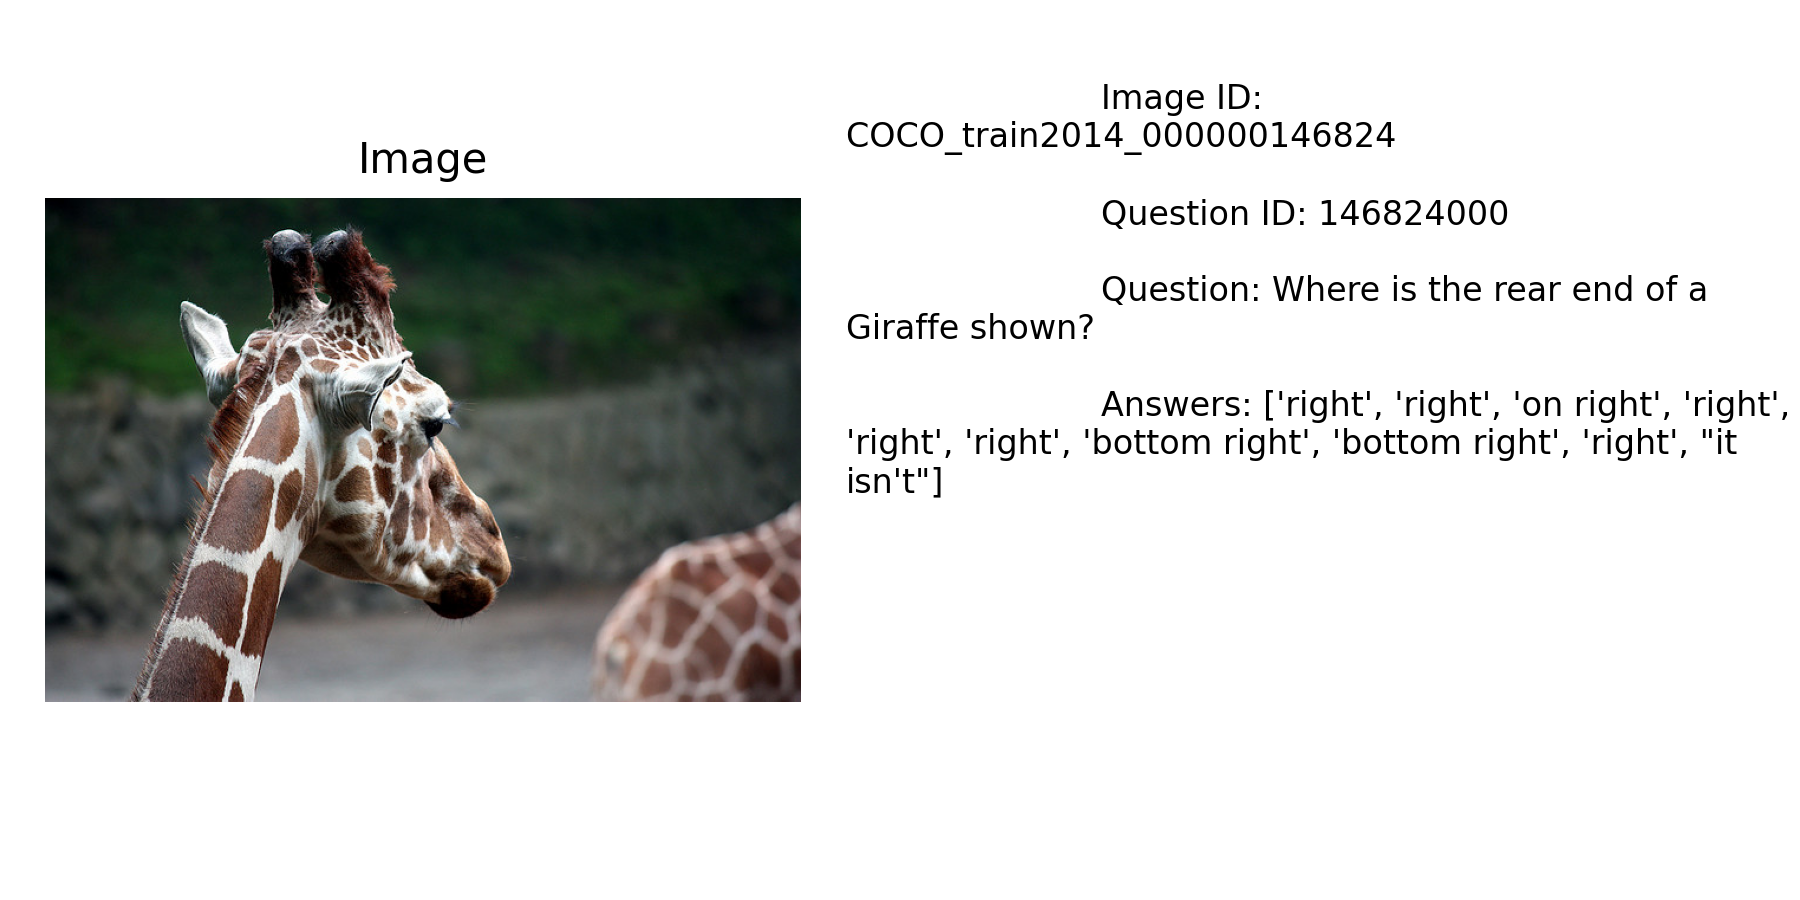 Image
Image ID:
COCO_train2014_000000146824
Question ID: 146824000
Question: Where is the rear end of a
Giraffe shown?
Answers: ['right', 'right', 'on right', 'right',
'right', 'right', 'bottom right', 'bottom right', 'right', "it
isn't"]